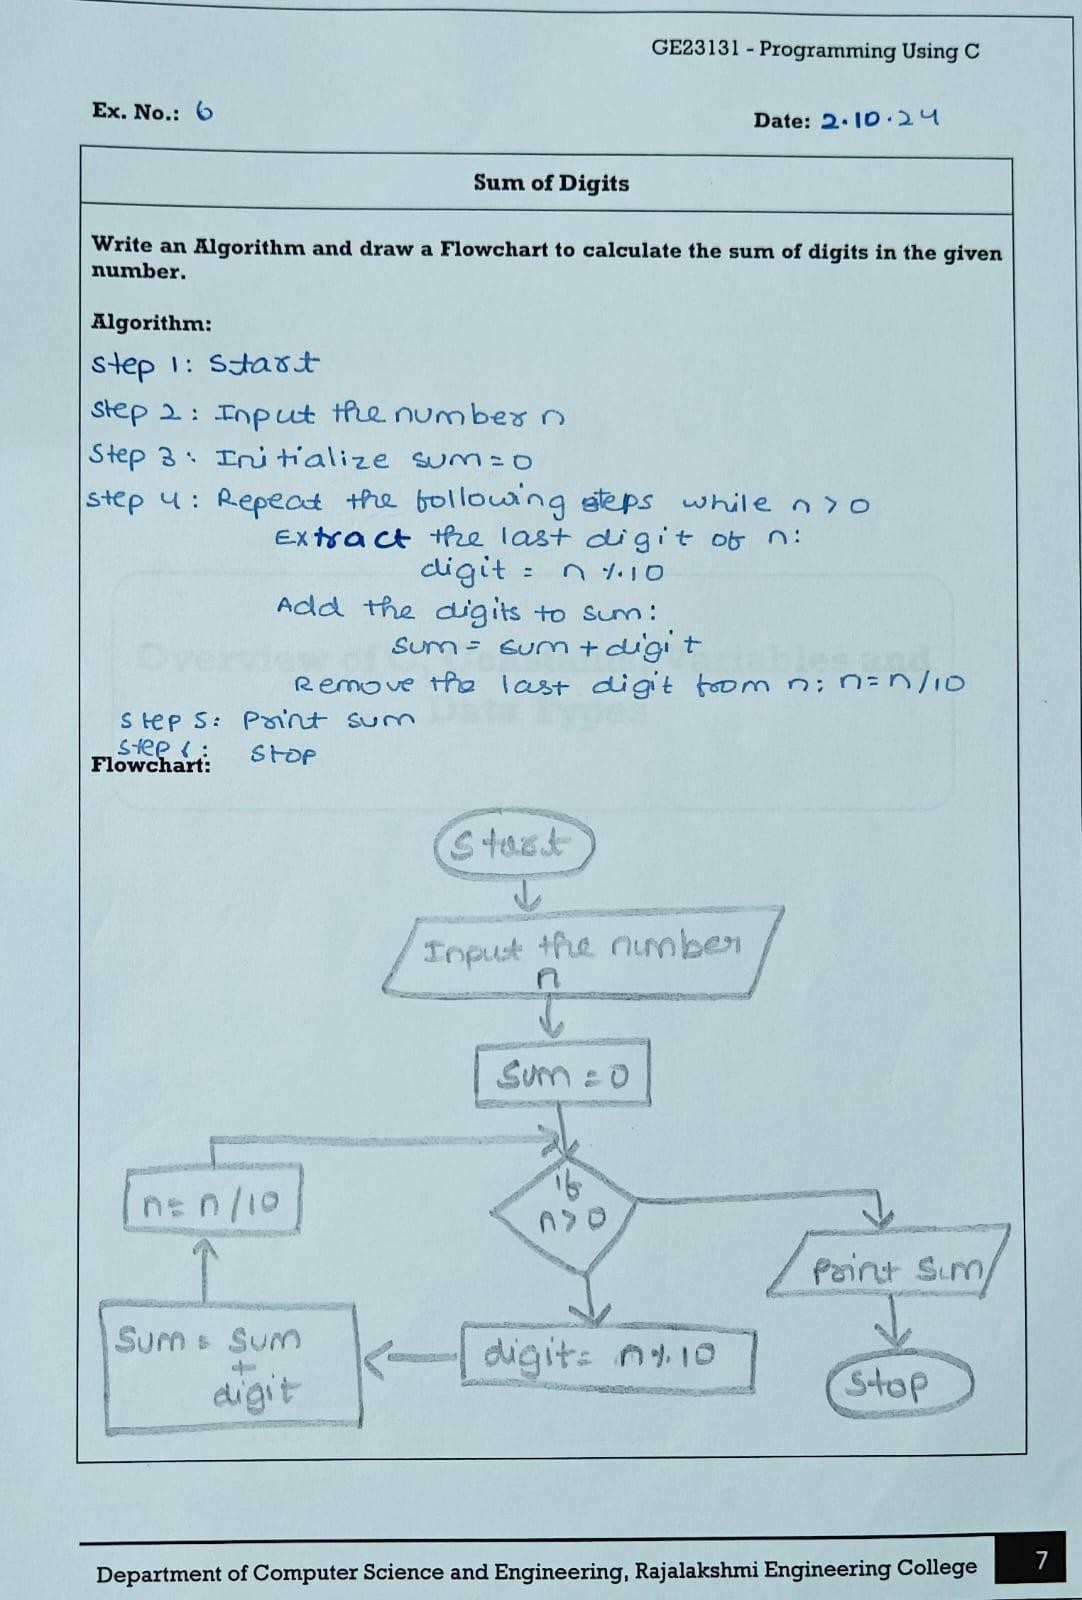 GE23131 - Programming Using C
Ex. No.: 6
Date: 2.10.24
Sum of Digits
Write an Algorithm and draw a Flowchart to calculate the sum of digits in the given
number.
Algorithm:
Step 1: Start
Step 2: Input the number n
Step 3: Initialize sum=0
Step 4: Repeat the following steps while n>0
Extract the last digit of n:
digit = n%10
Add the digits to sum:
sum = sum + digit
Remove the last digit from n: n=n/10
Step 5: Print sum
Step 6: Stop
Flowchart:
Start
Input the number
n
Sum = 0
if
n>0
n=n/10
Print Sum
Sum = Sum
+
digit
digit= n%10
Stop
Department of Computer Science and Engineering, Rajalakshmi Engineering College
7